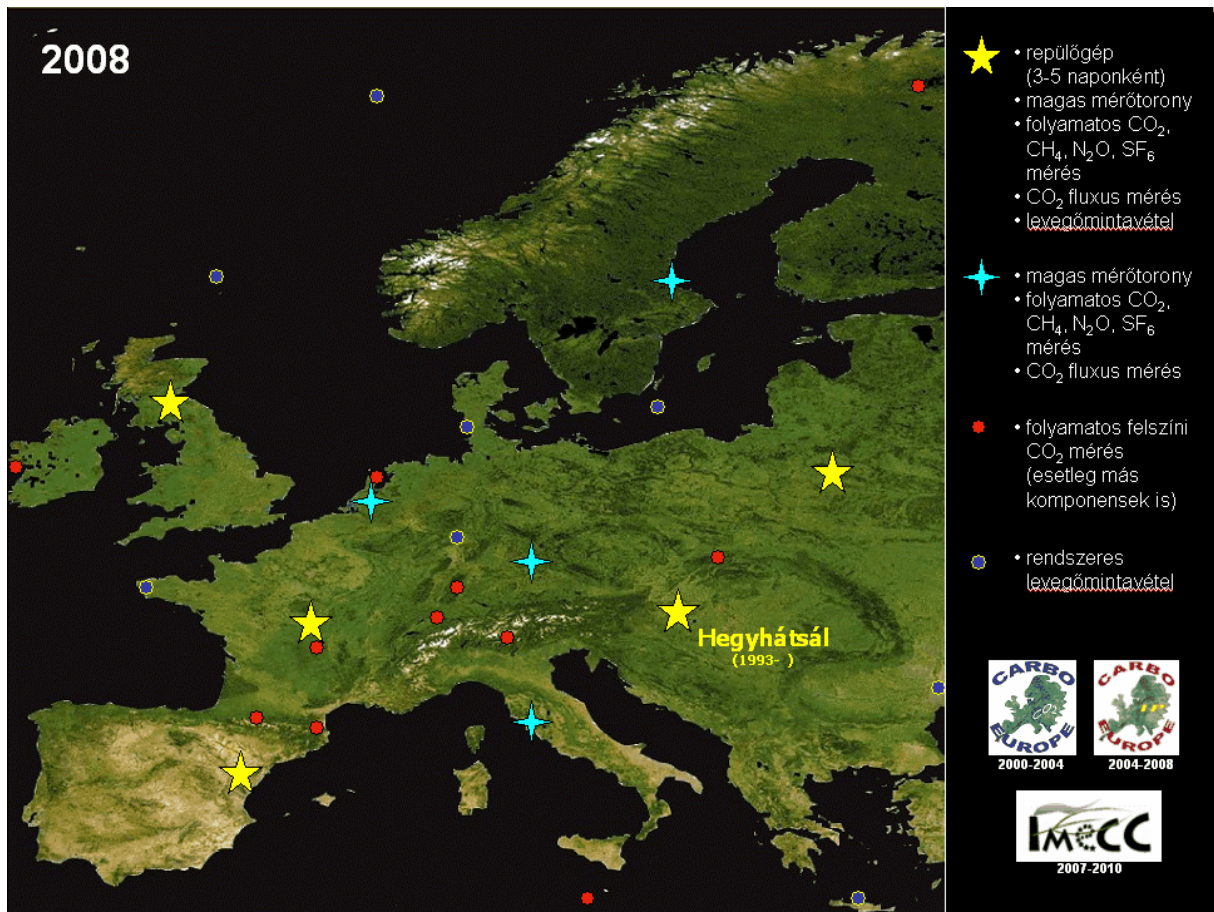 2008
Hegyhátsál
(1993- )
• repülőgép
(3-5 naponként)
• magas mérőtorony
• folyamatos CO₂,
CH₄, N₂O, SF₆
mérés
• CO₂ fluxus mérés
• levegőmintavétel
• magas mérőtorony
• folyamatos CO₂,
CH₄, N₂O, SF₆
mérés
• CO₂ fluxus mérés
• folyamatos felszíni
CO₂ mérés
(esetleg más
komponensek is)
• rendszeres
levegőmintavétel
CARBO
CO₂
EUROPE
2000-2004
CARBO
IP
EUROPE
2004-2008
IMeCC
2007-2010